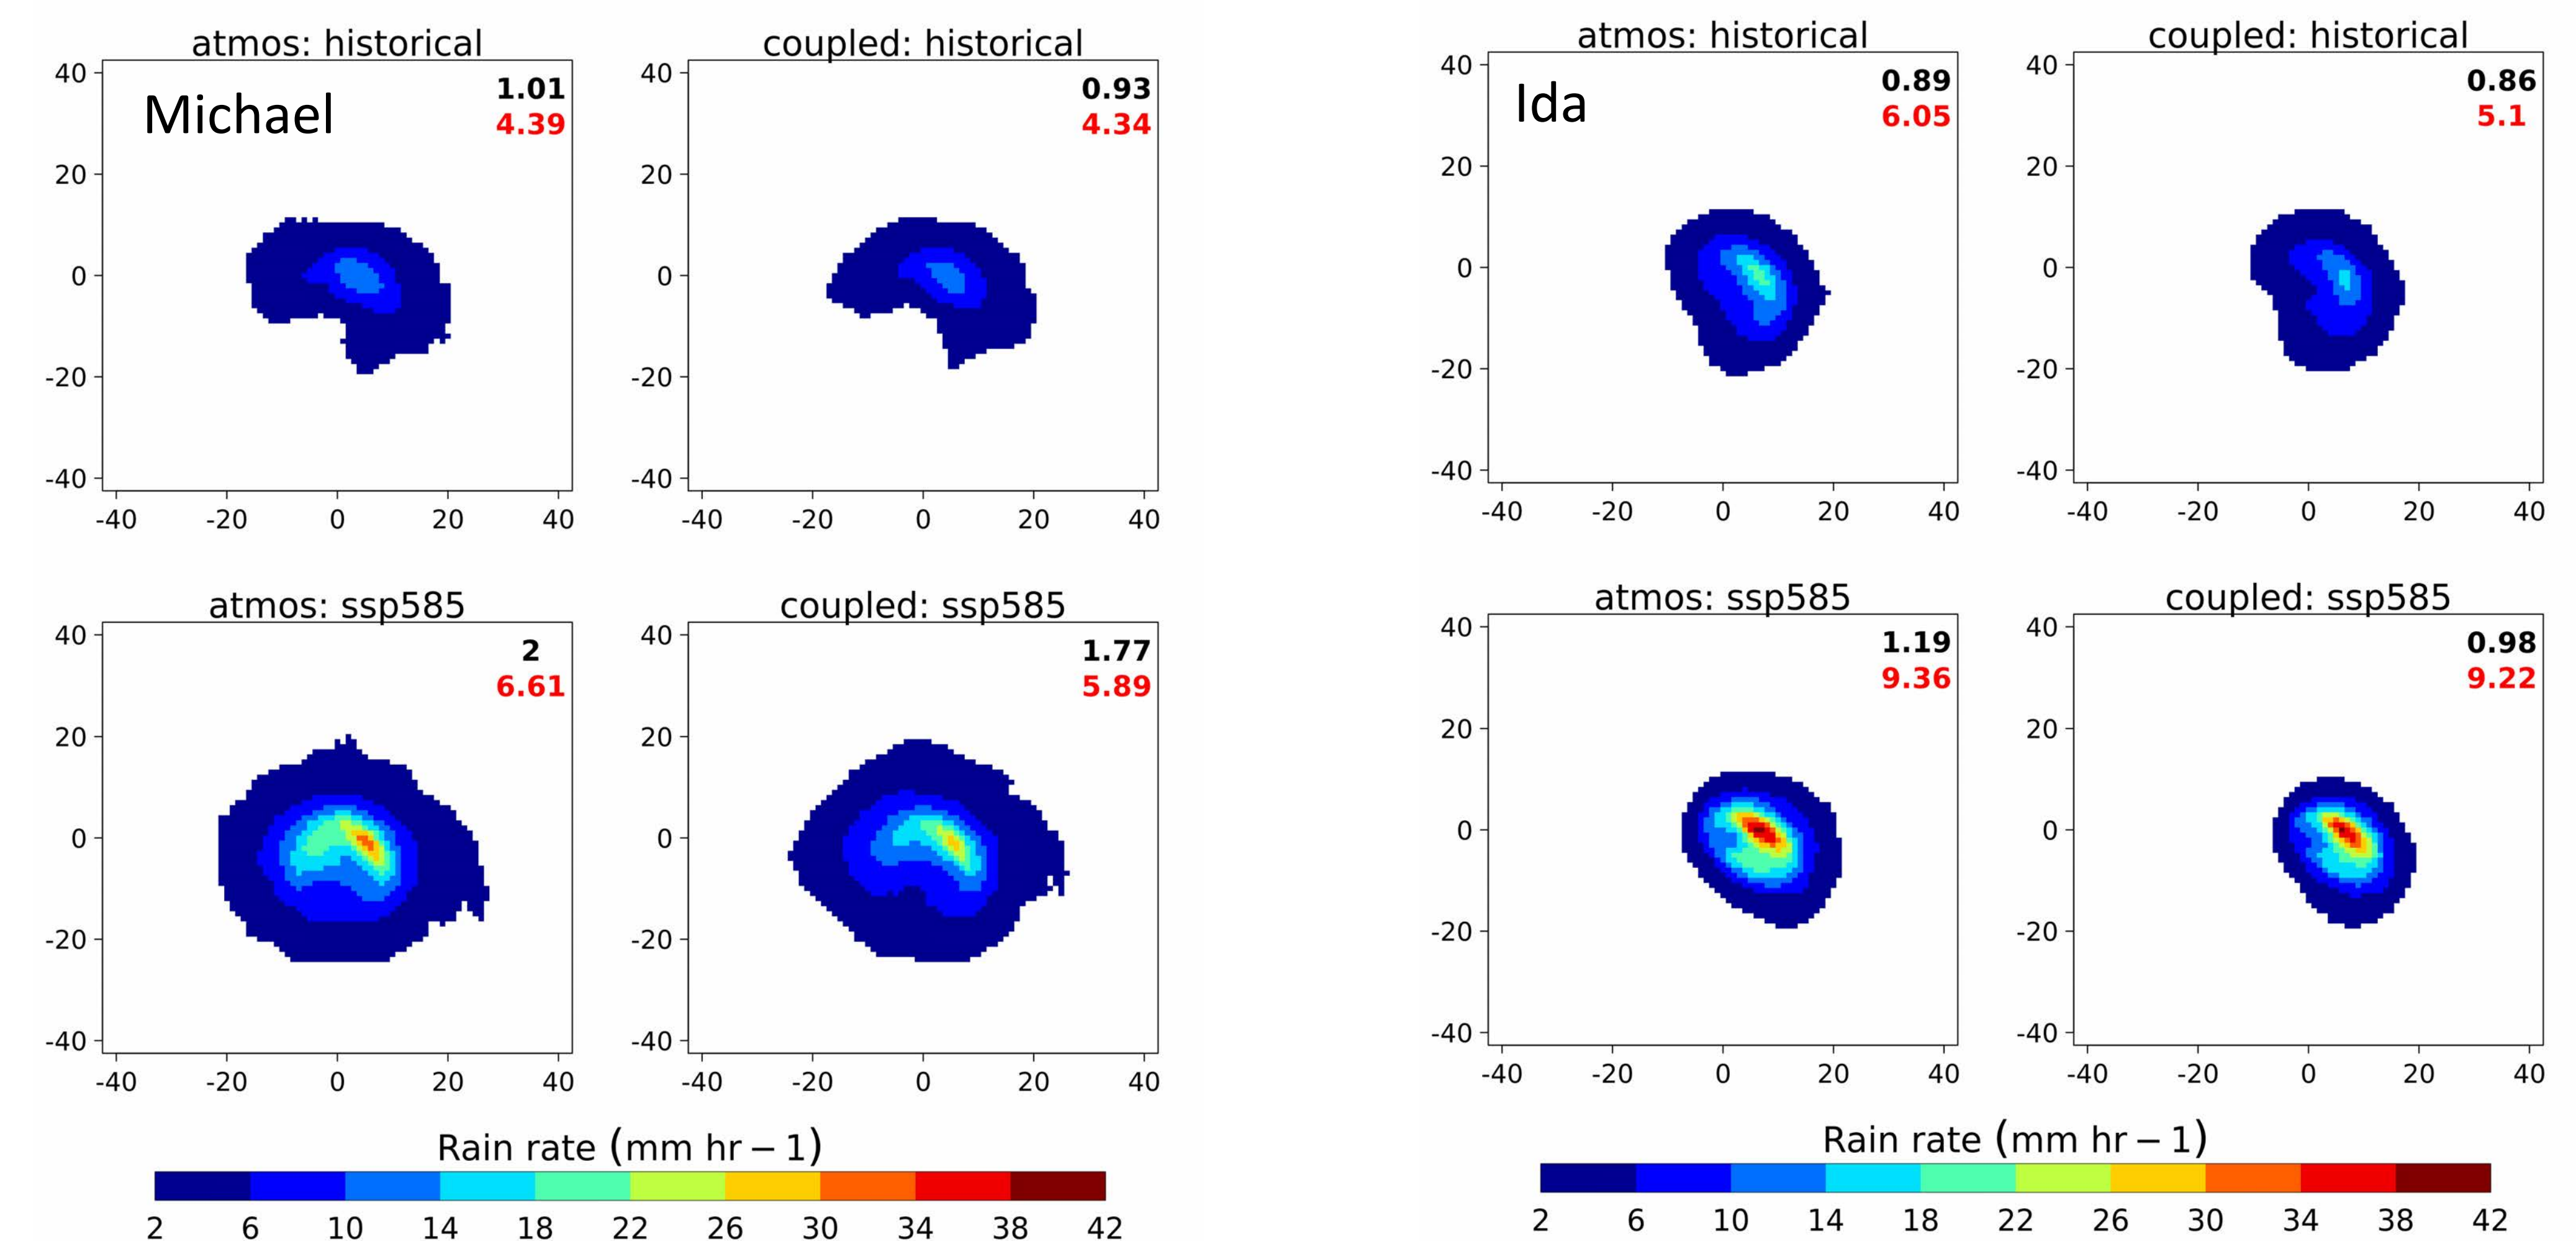 atmos: historical
40
20
0
-20
-40
-40 -20 0 20 40
Michael
1.01
4.39
coupled: historical
40
20
0
-20
-40
-40 -20 0 20 40
0.93
4.34
atmos: historical
40
20
0
-20
-40
-40 -20 0 20 40
Ida
0.89
6.05
coupled: historical
40
20
0
-20
-40
-40 -20 0 20 40
0.86
5.1
atmos: ssp585
40
20
0
-20
-40
-40 -20 0 20 40
2
6.61
coupled: ssp585
40
20
0
-20
-40
-40 -20 0 20 40
1.77
5.89
atmos: ssp585
40
20
0
-20
-40
-40 -20 0 20 40
1.19
9.36
coupled: ssp585
40
20
0
-20
-40
-40 -20 0 20 40
0.98
9.22
Rain rate (mm hr − 1)
2 6 10 14 18 22 26 30 34 38 42
Rain rate (mm hr − 1)
2 6 10 14 18 22 26 30 34 38 42